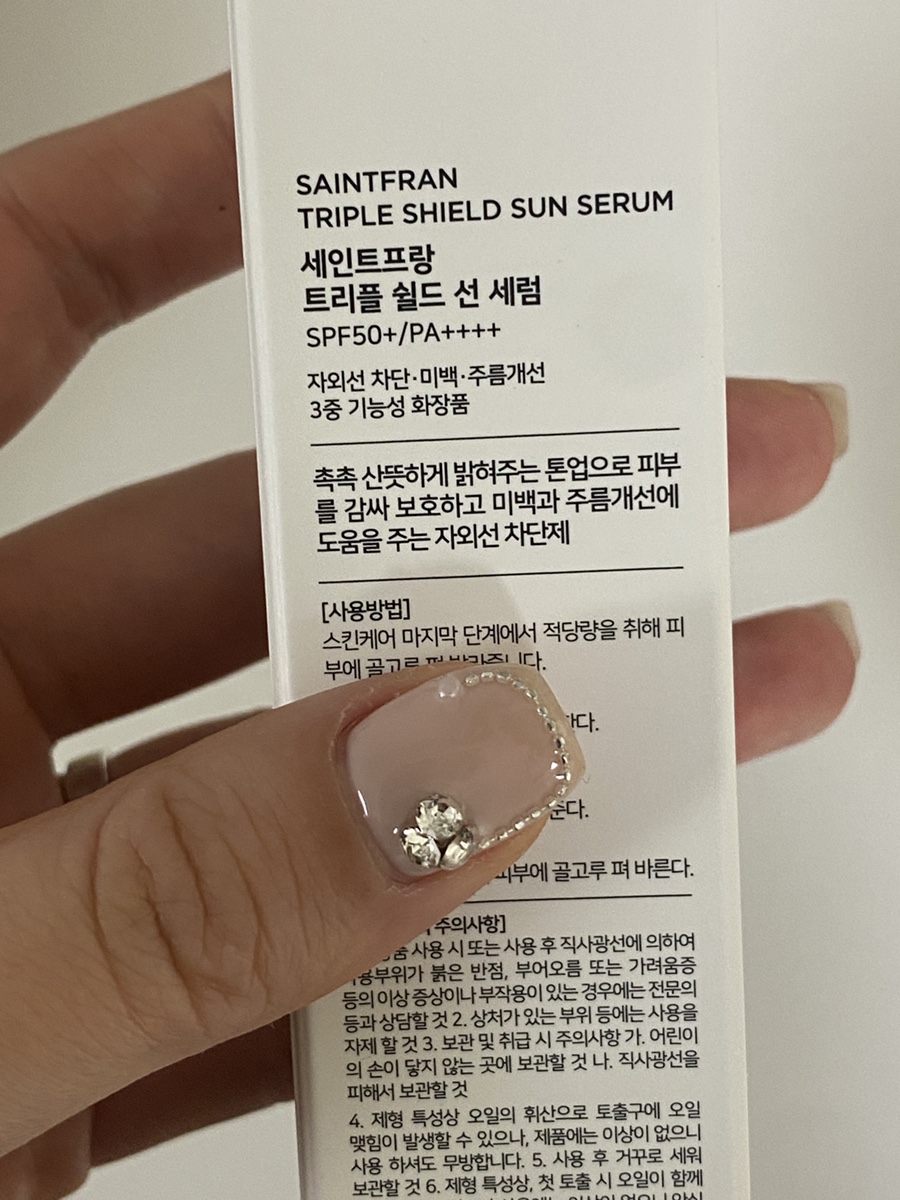 SAINTFRAN
TRIPLE SHIELD SUN SERUM
세인트프랑
트리플 쉴드 선 세럼
SPF50+/PA++++
자외선 차단·미백·주름개선
3중 기능성 화장품
촉촉 산뜻하게 밝혀주는 톤업으로 피부
를 감싸 보호하고 미백과 주름개선에
도움을 주는 자외선 차단제
[사용방법]
스킨케어 마지막 단계에서 적당량을 취해 피
부에 골고루 펴 발라줍니다.
피부에 골고루 펴 바른다.
주의사항]
사용 시 또는 사용 후 직사광선에 의하여
사용부위가 붉은 반점, 부어오름 또는 가려움증
등의 이상 증상이나 부작용이 있는 경우에는 전문의
등과 상담할 것 2. 상처가 있는 부위 등에는 사용을
자제 할 것 3. 보관 및 취급 시 주의사항 가. 어린이
의 손이 닿지 않는 곳에 보관할 것 나. 직사광선을
피해서 보관할 것
4. 제형 특성상 오일의 휘산으로 토출구에 오일
맺힘이 발생할 수 있으나, 제품에는 이상이 없으니
사용 하셔도 무방합니다. 5. 사용 후 거꾸로 세워
보관할 것 6. 제형 특성상, 첫 토출 시 오일이 함께